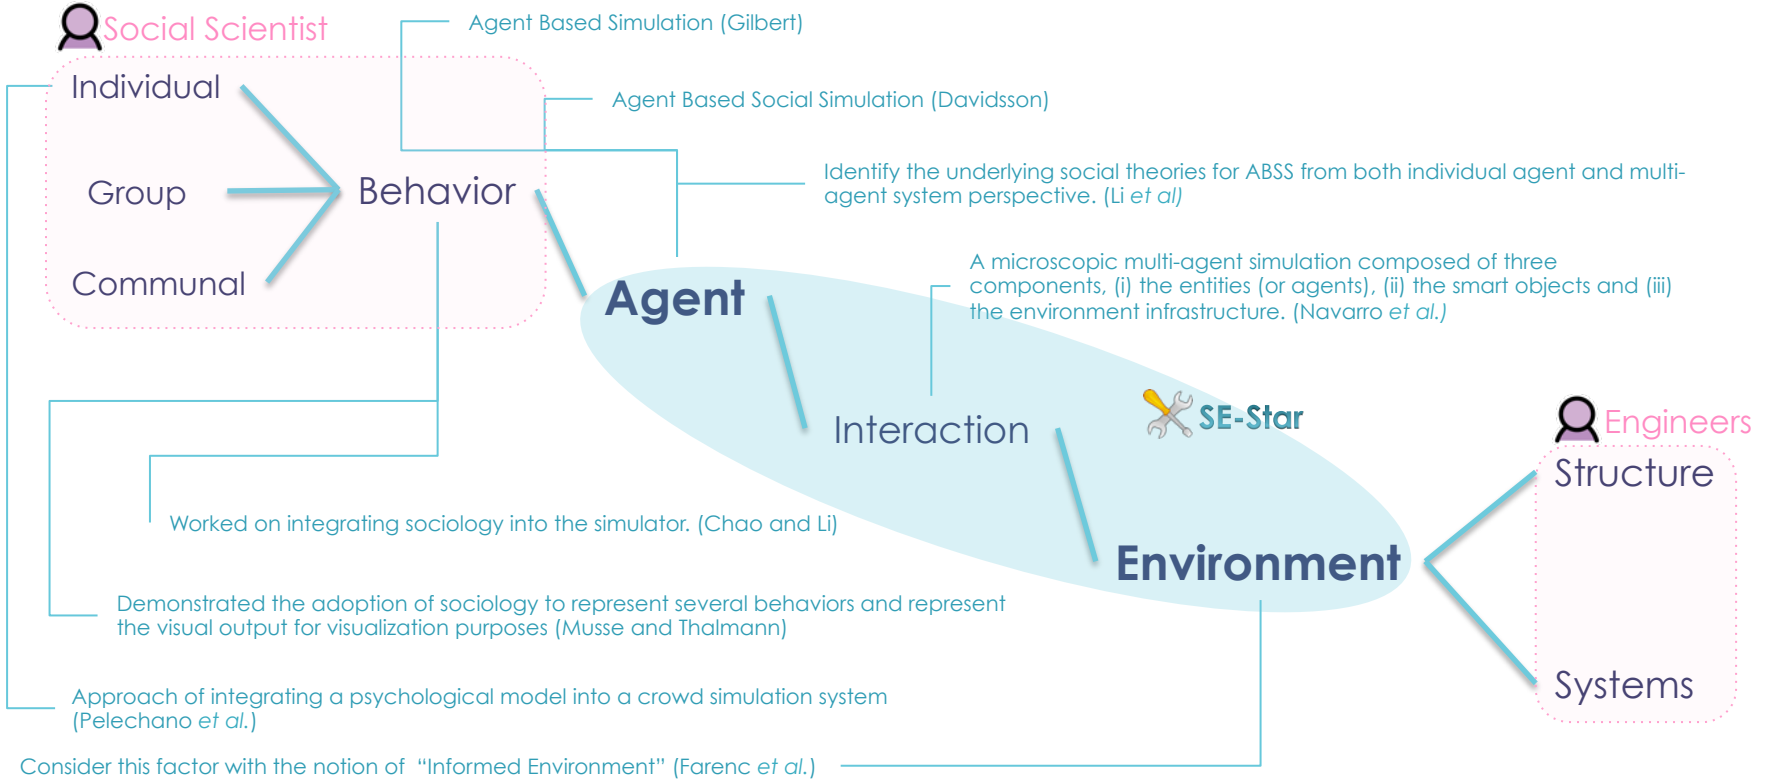 Social Scientist
Agent Based Simulation (Gilbert)
Individual
Agent Based Social Simulation (Davidsson)
Group
Behavior
Identify the underlying social theories for ABSS from both individual agent and multi-
agent system perspective. (Li et al)
Communal
Agent
A microscopic multi-agent simulation composed of three
components, (i) the entities (or agents), (ii) the smart objects and (iii)
the environment infrastructure. (Navarro et al.)
Interaction
SE-Star
Engineers
Structure
Worked on integrating sociology into the simulator. (Chao and Li)
Environment
Demonstrated the adoption of sociology to represent several behaviors and represent
the visual output for visualization purposes (Musse and Thalmann)
Systems
Approach of integrating a psychological model into a crowd simulation system
(Pelechano et al.)
Consider this factor with the notion of “Informed Environment” (Farenc et al.)